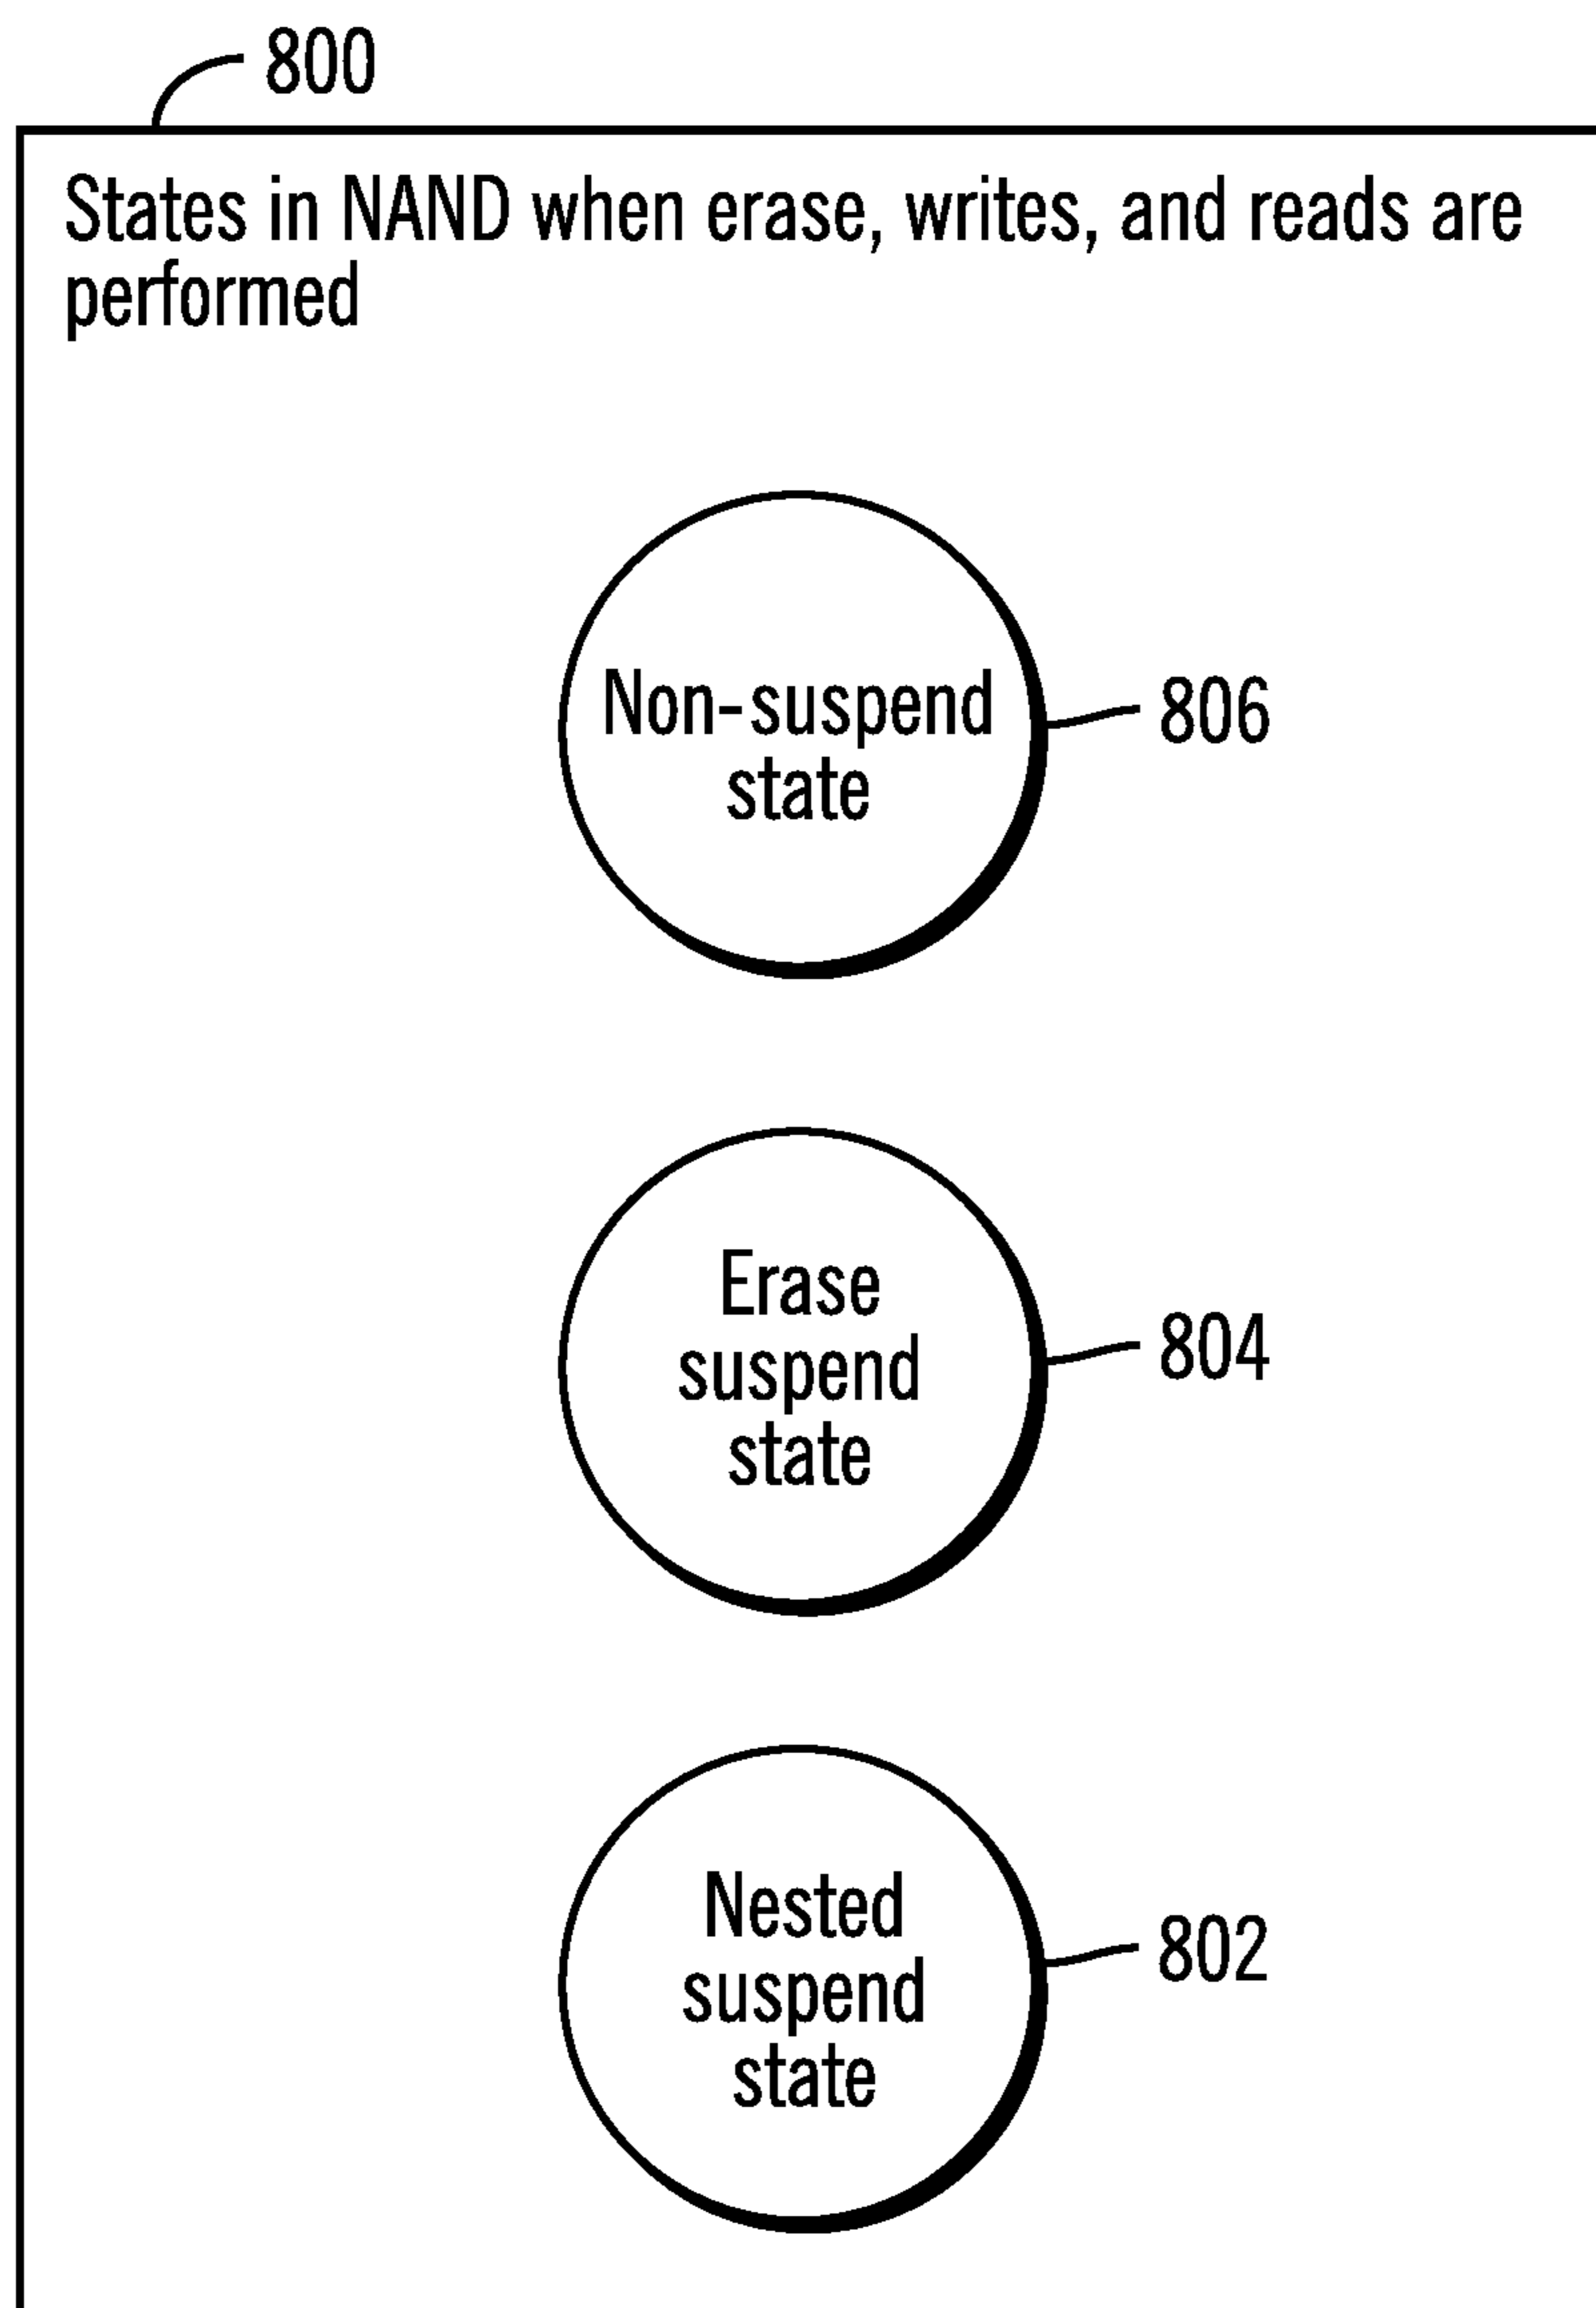 800
States in NAND when erase, writes, and reads are
performed
Non-suspend
state
806
Erase
suspend
state
804
Nested
suspend
state
802